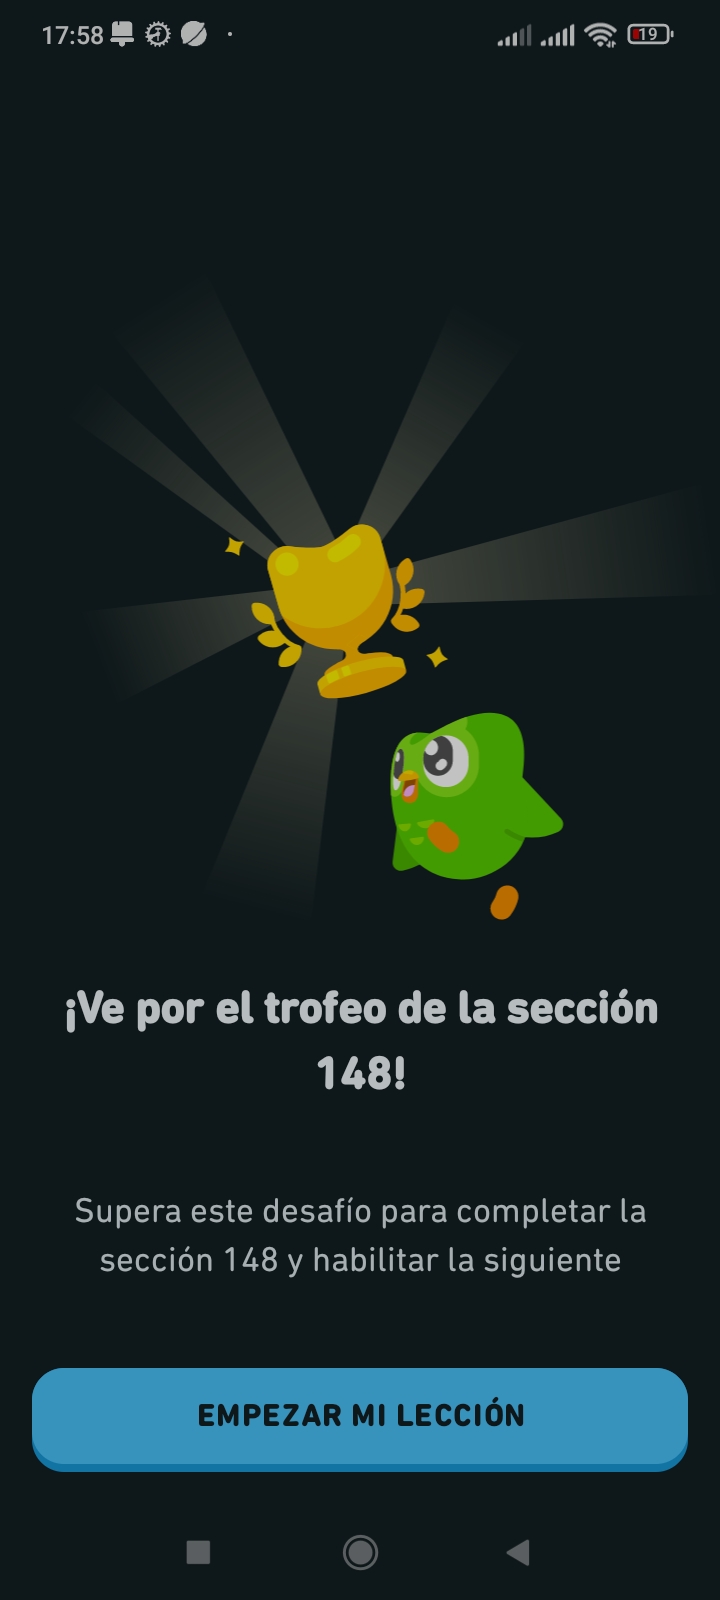 17:58
19
¡Ve por el trofeo de la sección
148!
Supera este desafío para completar la
sección 148 y habilitar la siguiente
EMPEZAR MI LECCIÓN